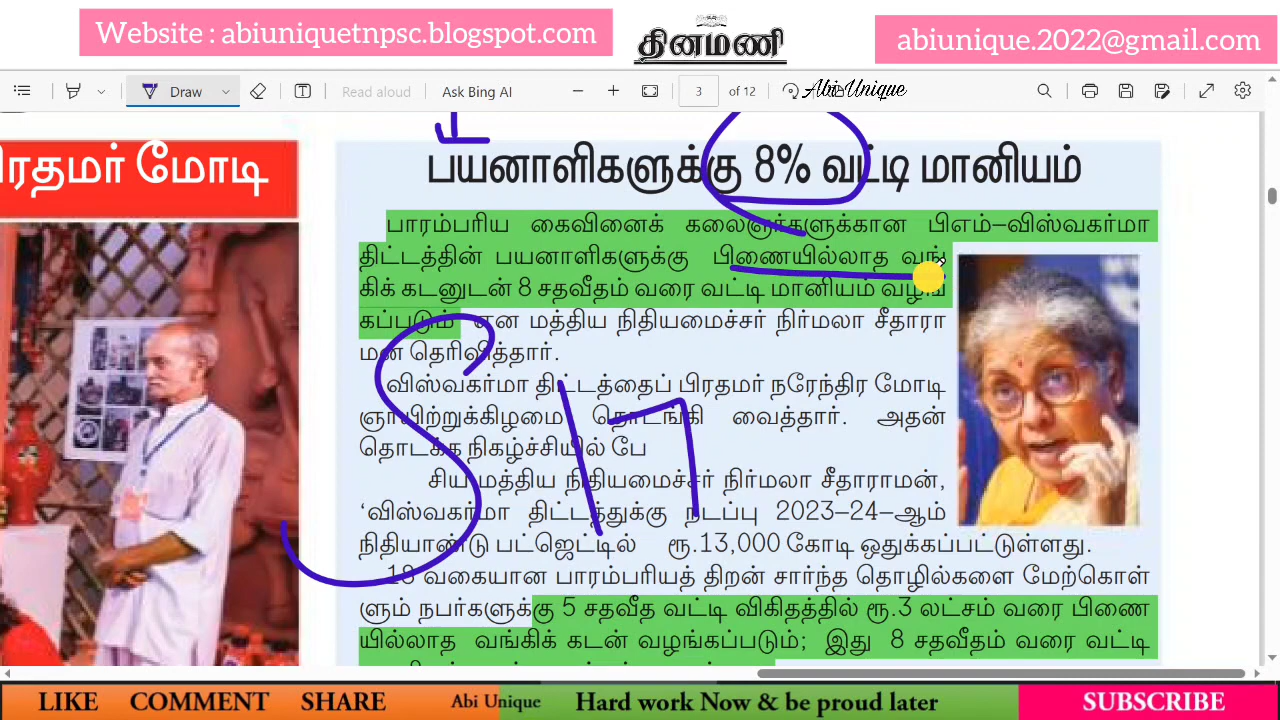 Website : abiuniquetnpsc.blogspot.com
தினமணி
abiunique.2022@gmail.com
Draw
Read aloud
Ask Bing AI
3 of 12
Abi Unique
பிரதமர் மோடி
பயனாளிகளுக்கு 8% வட்டி மானியம்
பாரம்பரிய கைவினைக் கலைஞர்களுக்கான பிஎம்–விஸ்வகர்மா
திட்டத்தின் பயனாளிகளுக்கு பிணையில்லாத வங்
கிக் கடனுடன் 8 சதவீதம் வரை வட்டி மானியம் வழங்
கப்படும் என மத்திய நிதியமைச்சர் நிர்மலா சீதாரா
மன் தெரிவித்தார்.
விஸ்வகர்மா திட்டத்தைப் பிரதமர் நரேந்திர மோடி
ஞாயிற்றுக்கிழமை தொடங்கி வைத்தார். அதன்
தொடக்க நிகழ்ச்சியில் பே
சிய மத்திய நிதியமைச்சர் நிர்மலா சீதாராமன்,
‘விஸ்வகர்மா திட்டத்துக்கு நடப்பு 2023–24–ஆம்
நிதியாண்டு பட்ஜெட்டில் ரூ.13,000 கோடி ஒதுக்கப்பட்டுள்ளது.
18 வகையான பாரம்பரியத் திறன் சார்ந்த தொழில்களை மேற்கொள்
ளும் நபர்களுக்கு 5 சதவீத வட்டி விகிதத்தில் ரூ.3 லட்சம் வரை பிணை
யில்லாத வங்கிக் கடன் வழங்கப்படும்; இது 8 சதவீதம் வரை வட்டி
S 17
LIKE COMMENT SHARE
Abi Unique
Hard work Now & be proud later
SUBSCRIBE